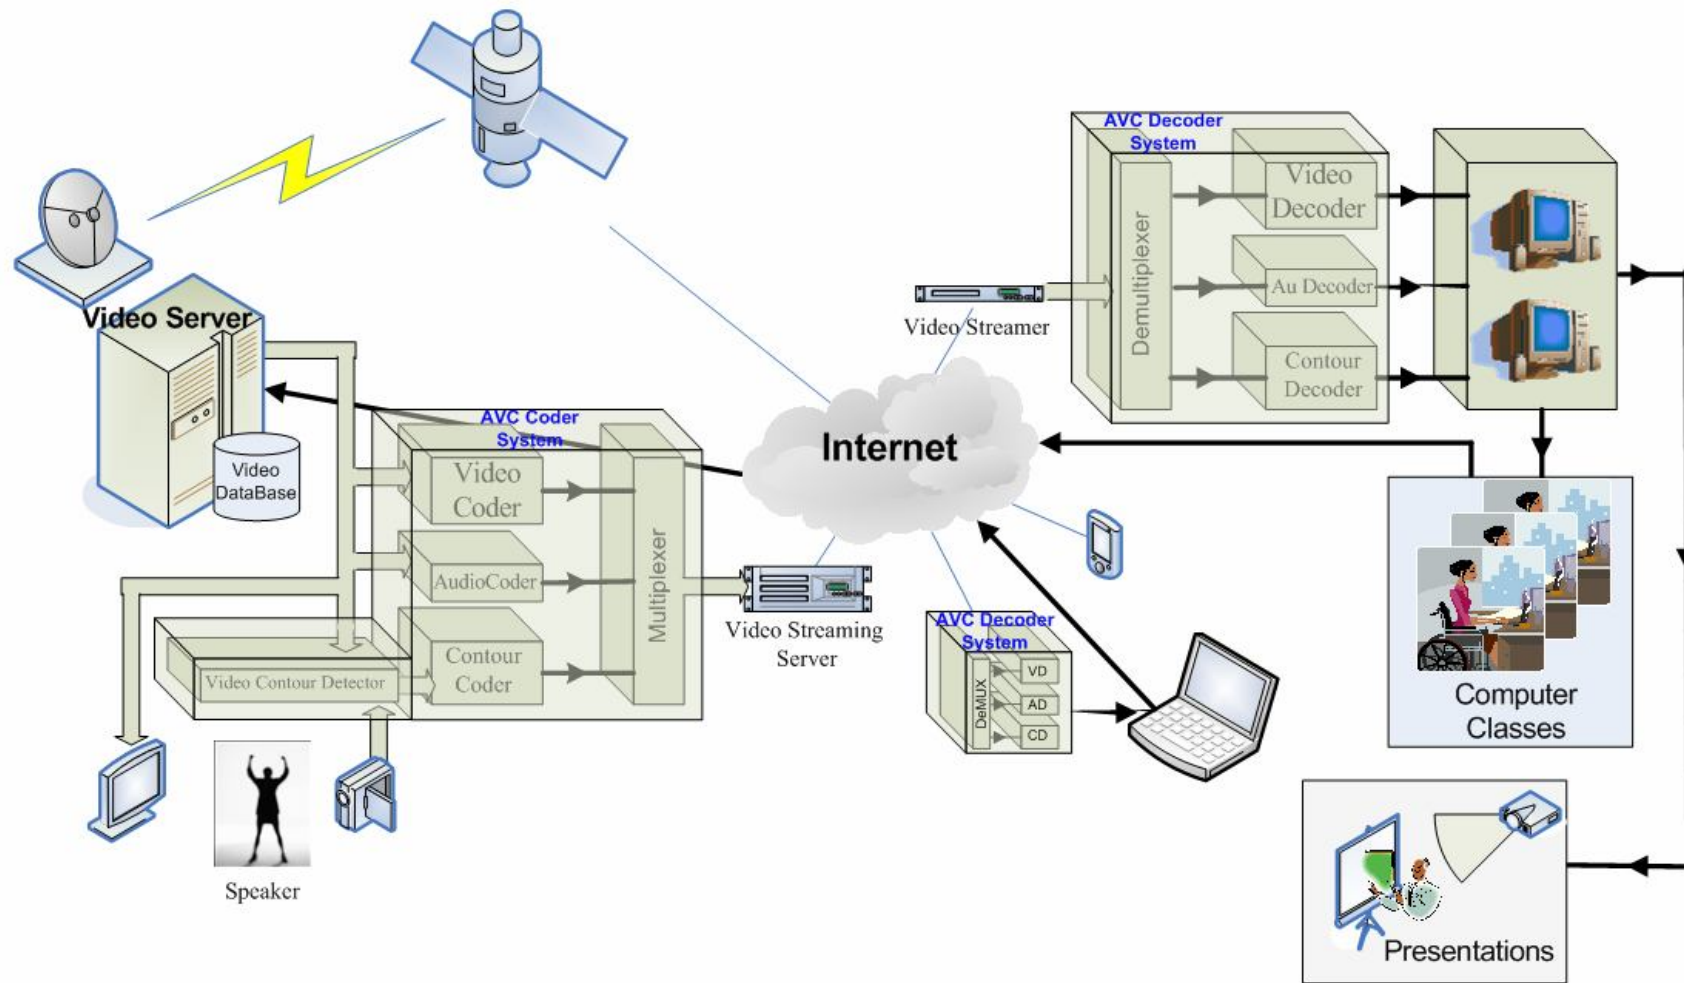 AVC Decoder
System
Video
Decoder
Demultiplexer
Au Decoder
Contour
Decoder
Video Streamer
Video Server
Video
DataBase
AVC Coder
System
Video
Coder
AudioCoder
Contour
Coder
Multiplexer
Video Contour Detector
Internet
Video Streaming
Server
AVC Decoder
System
DeMUX
VD
AD
CD
Computer
Classes
Speaker
Presentations